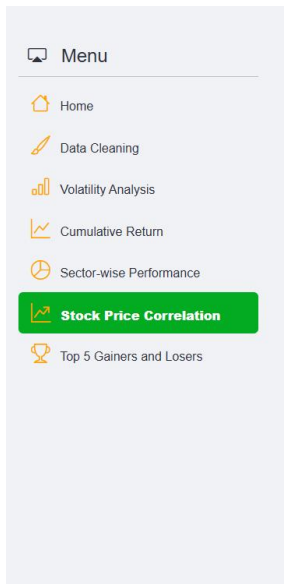 Menu
Home
Data Cleaning
Volatility Analysis
Cumulative Return
Sector-wise Performance
Stock Price Correlation
Top 5 Gainers and Losers